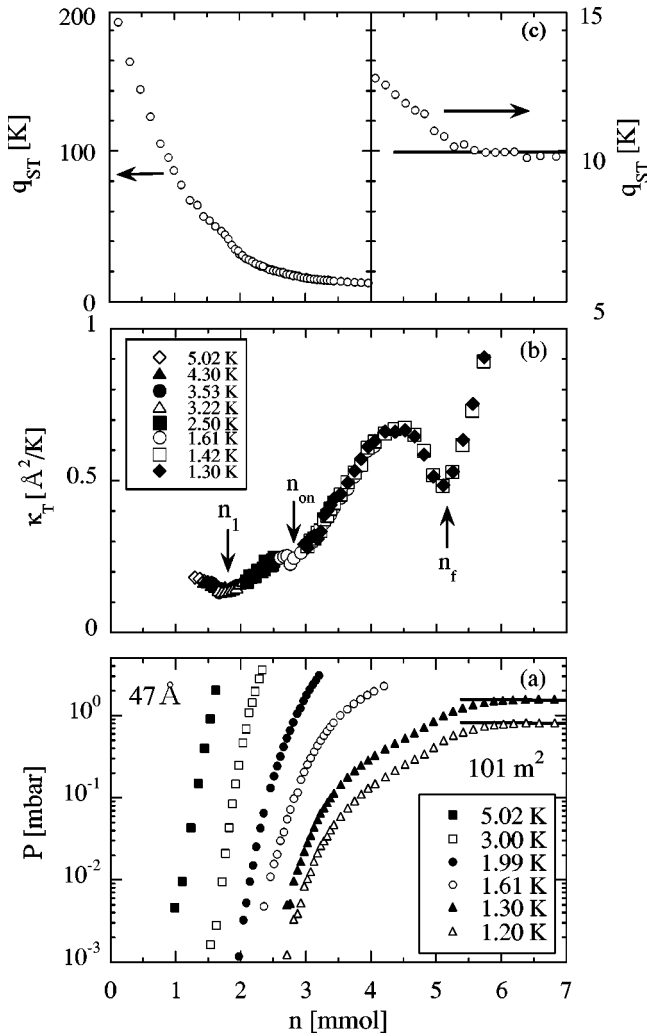 200
15
(c)
q_ST [K]
100
10
q_ST [K]
0
5
1
(b)
5.02 K
4.30 K
3.53 K
3.22 K
2.50 K
1.61 K
1.42 K
1.30 K
κ_T [Å²/K]
0.5
n_on
n_1
n_f
0
47 Å
(a)
10⁰
101 m²
P [mbar]
10⁻¹
5.02 K
3.00 K
1.99 K
1.61 K
1.30 K
1.20 K
10⁻²
10⁻³
0 1 2 3 4 5 6 7
n [mmol]